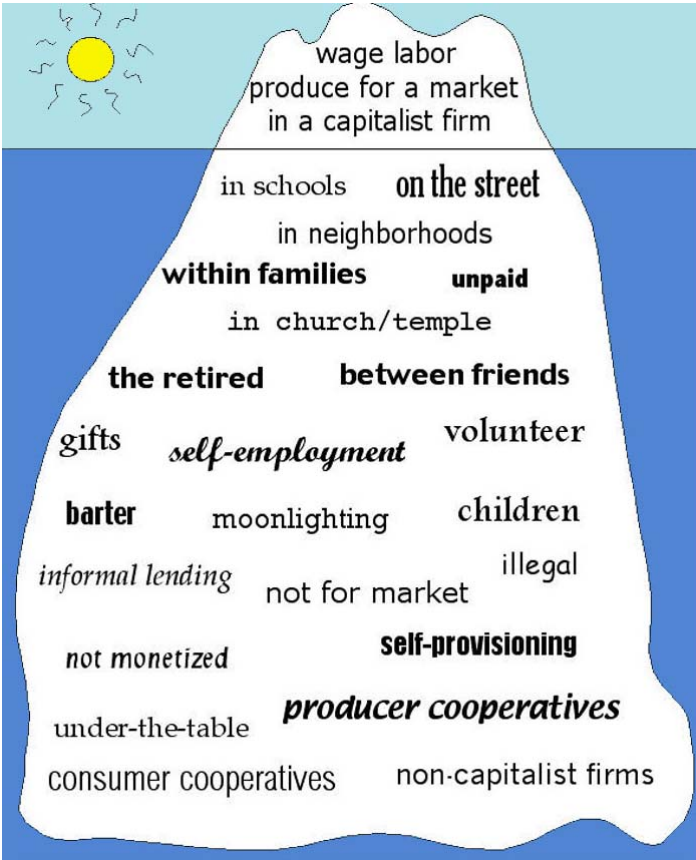 wage labor
produce for a market
in a capitalist firm
in schools on the street
in neighborhoods
within families unpaid
in church/temple
the retired between friends
gifts self-employment volunteer
barter moonlighting children
informal lending not for market illegal
not monetized self-provisioning
under-the-table producer cooperatives
consumer cooperatives non-capitalist firms